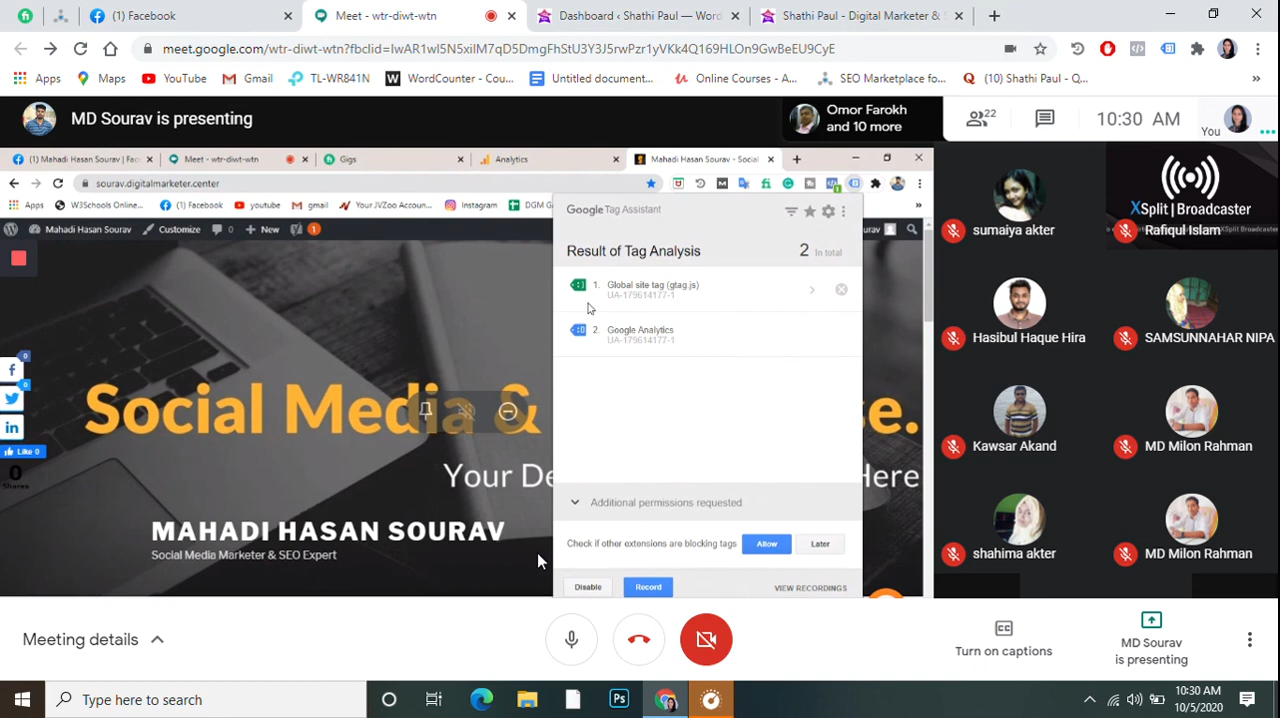 (1) Facebook
Meet - wtr-diwt-wtn
Dashboard ‹ Shathi Paul — Word
Shathi Paul - Digital Marketer & S
meet.google.com/wtr-diwt-wtn?fbclid=IwAR1wl5N5xilM7qD5DmgFhStU3Y3J5rwPzr1yVKk4Q169HLOn9GwBeEU9CyE
Apps
Maps
YouTube
Gmail
TL-WR841N
WordCounter - Cou...
Untitled document...
Online Courses - A...
SEO Marketplace fo...
(10) Shathi Paul - Q...
»
MD Sourav is presenting
Omor Farokh
and 10 more
22
10:30 AM
You
(1) Mahadi Hasan Sourav | Fac
Meet - wtr-diwt-wtn
Gigs
Analytics
Mahadi Hasan Sourav - Social
sourav.digitalmarketer.center
Apps
W3Schools Online...
(1) Facebook
youtube
gmail
Your JVZoo Account...
Instagram
DGM G
»
Mahadi Hasan Sourav
Customize
0
New
1
Google Tag Assistant
Result of Tag Analysis
2 In total
1. Global site tag (gtag.js)
UA-179614177-1
2. Google Analytics
UA-179614177-1
Additional permissions requested
Check if other extensions are blocking tags
Allow
Later
Disable
Record
VIEW RECORDINGS
0
0
Like 0
0
Shares
Social Media &
se.
Your De
Here
MAHADI HASAN SOURAV
Social Media Marketer & SEO Expert
sumaiya akter
XSplit | Broadcaster
Rafiqul Islam
Hasibul Haque Hira
SAMSUNNAHAR NIPA
Kawsar Akand
MD Milon Rahman
shahima akter
MD Milon Rahman
Meeting details
CC
Turn on captions
MD Sourav
is presenting
Type here to search
Ps
10:30 AM
10/5/2020